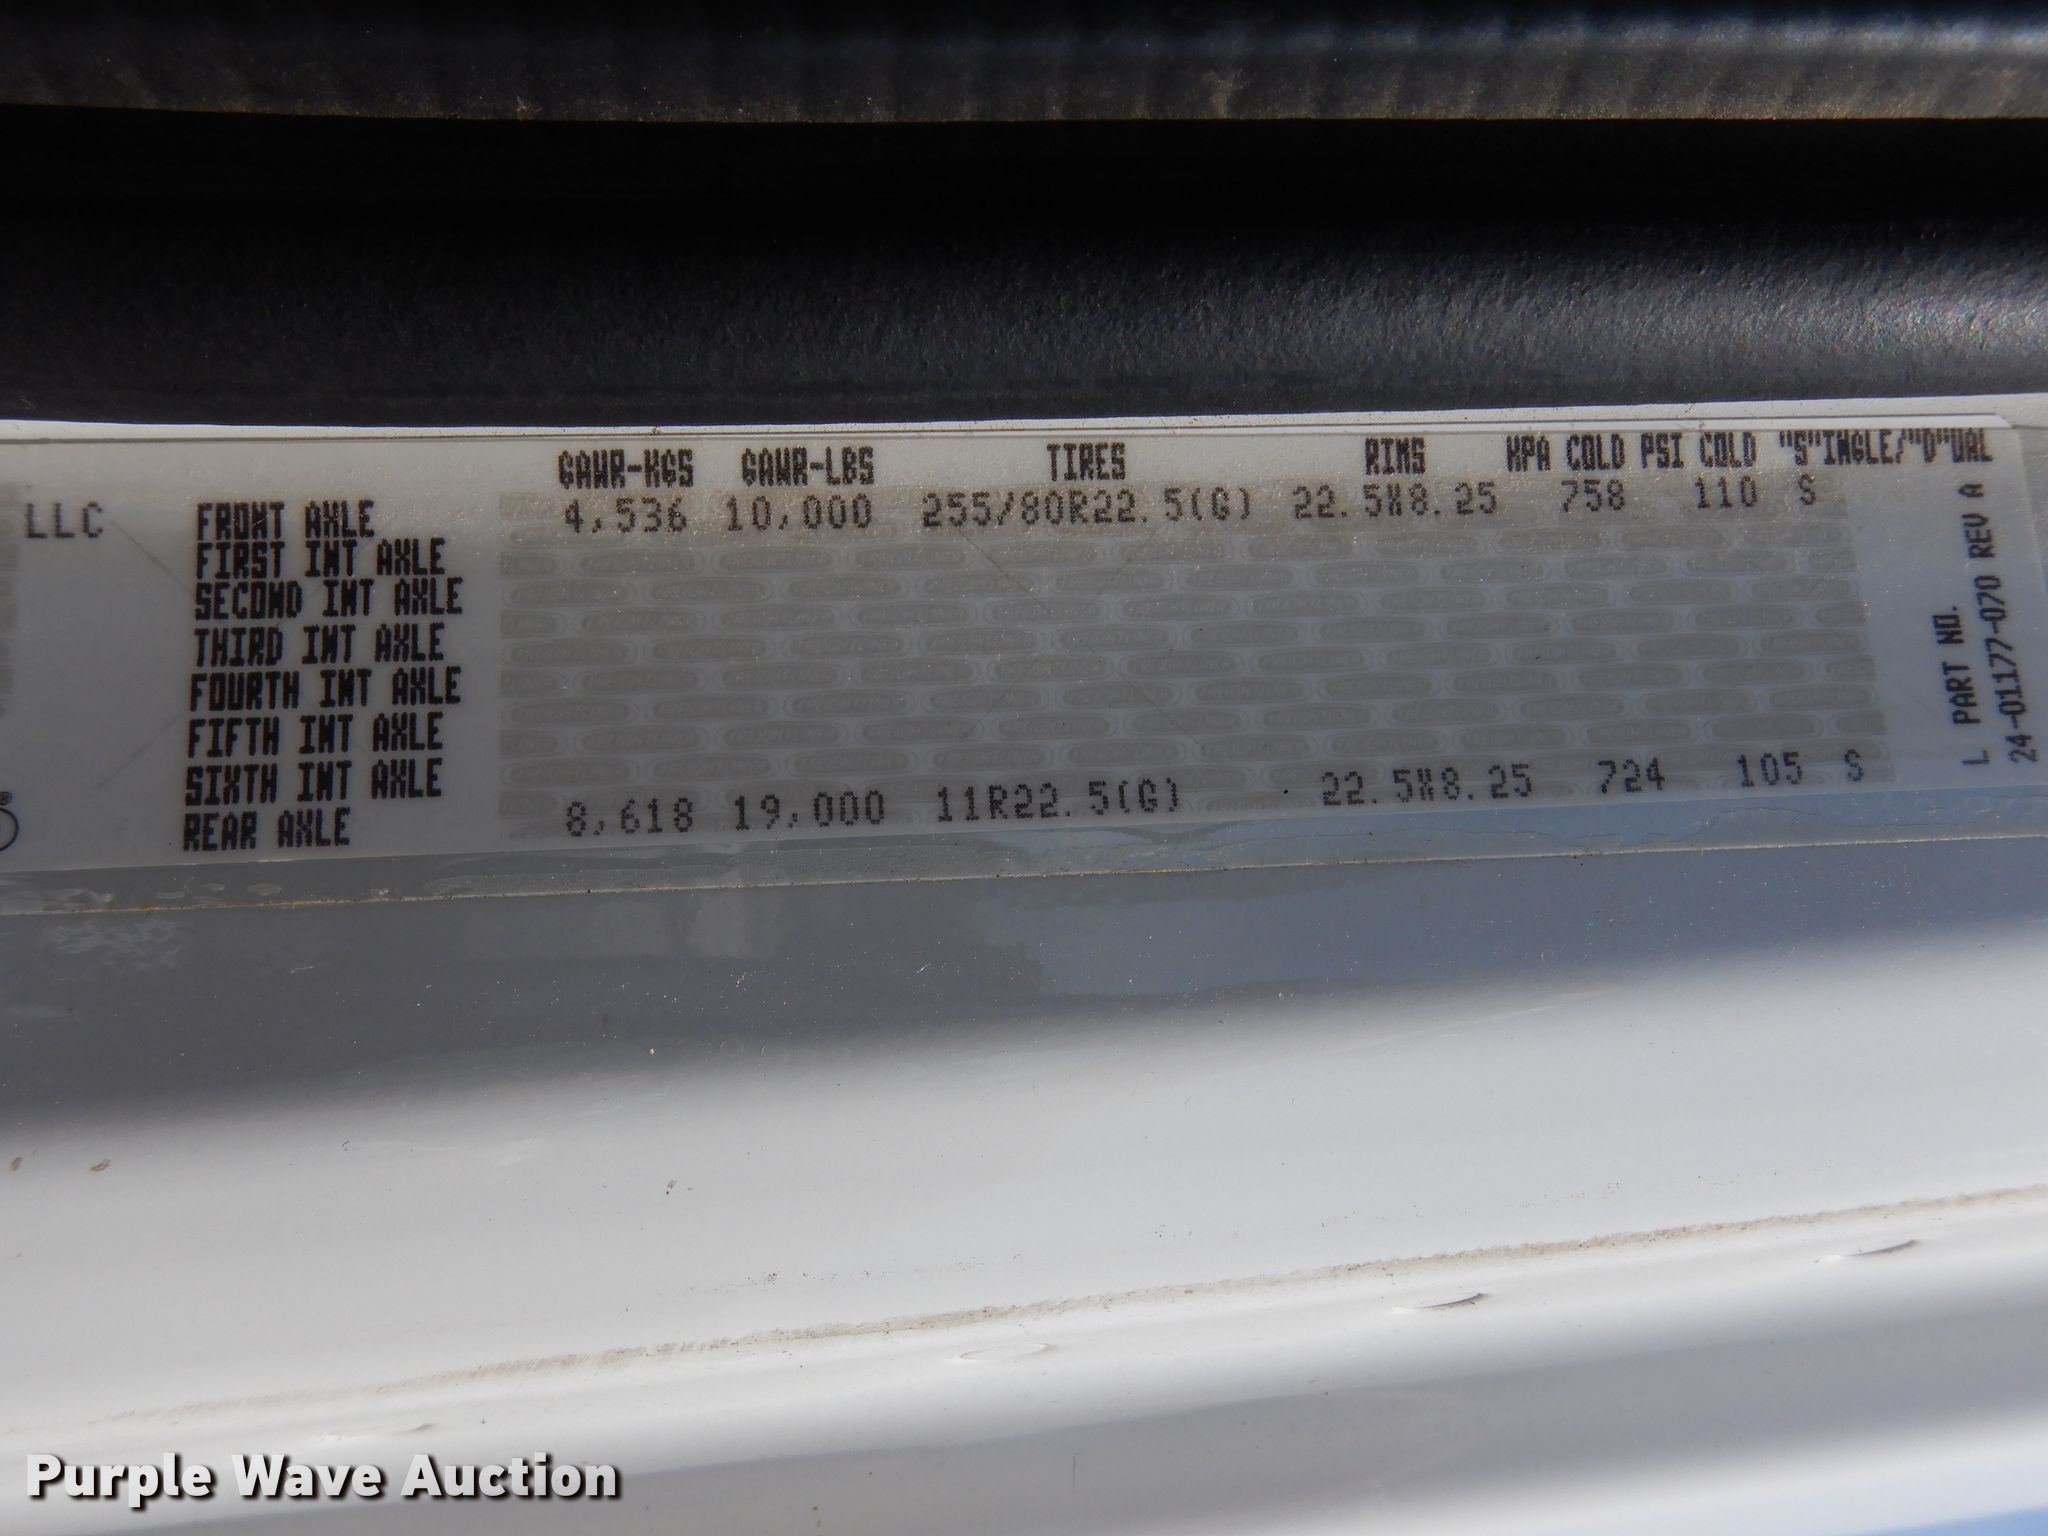 GAWR-KGS GAWR-LBS TIRES RIMS KPA COLD PSI COLD "S"INGLE/"D"UAL
LLC FRONT AXLE 4,536 10,000 255/80R22.5(G) 22.5X8.25 758 110 S
FIRST INT AXLE
SECOND INT AXLE
THIRD INT AXLE
FOURTH INT AXLE
FIFTH INT AXLE
SIXTH INT AXLE
REAR AXLE 8,618 19,000 11R22.5(G) 22.5X8.25 724 105 S
L PART NO.
24-01177-070 REV A
FREIGHTLINER
Purple Wave Auction